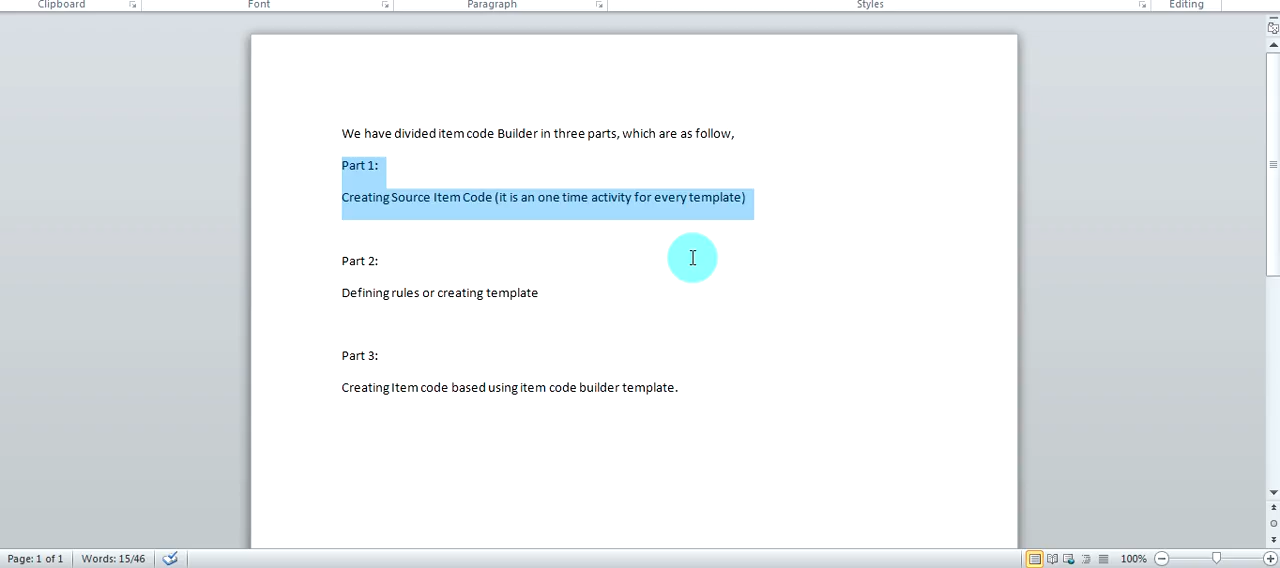 Clipboard Font Paragraph Styles Editing
We have divided item code Builder in three parts, which are as follow,
Part 1:
Creating Source Item Code (it is an one time activity for every template)
Part 2:
Defining rules or creating template
Part 3:
Creating Item code based using item code builder template.
Page: 1 of 1 Words: 15/46 100%